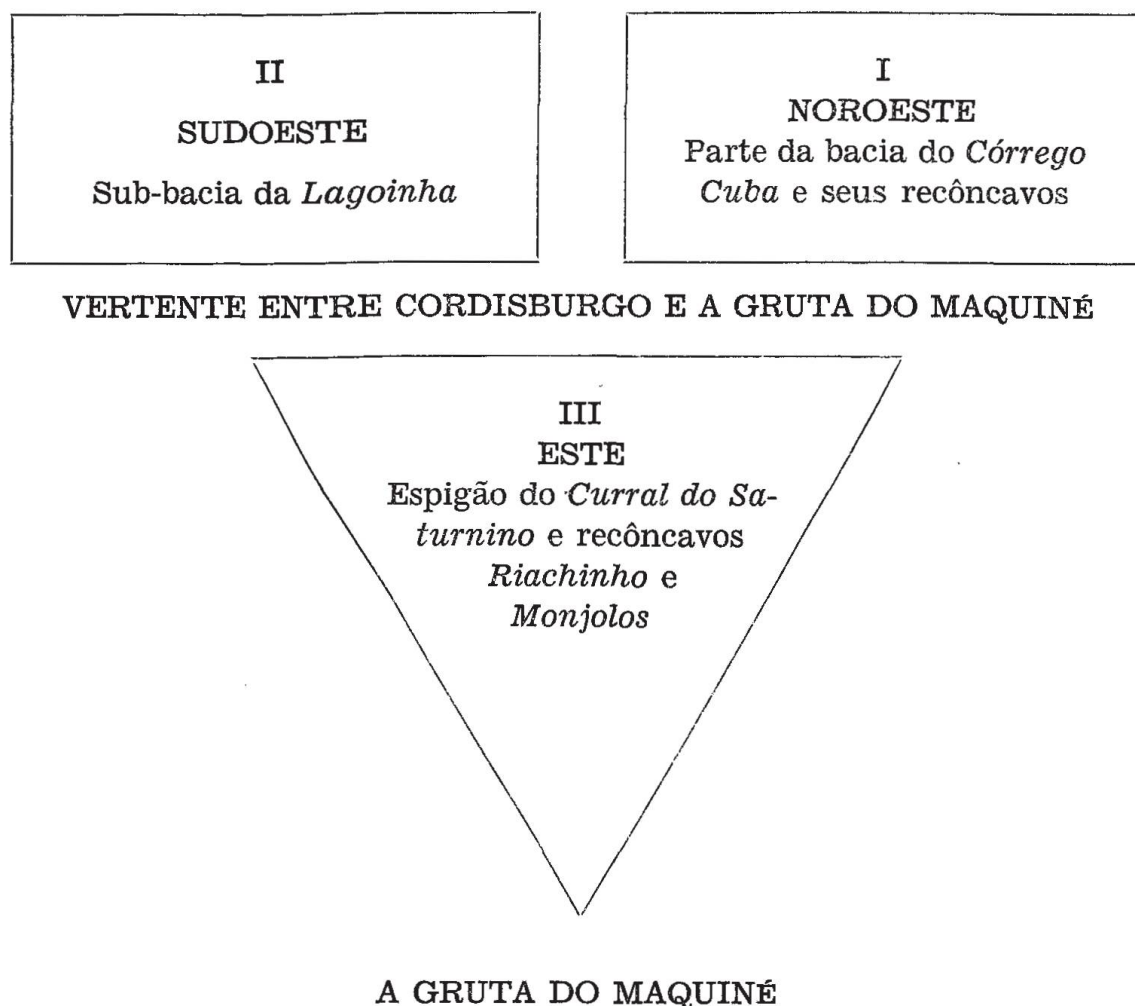 II
SUDOESTE
Sub-bacia da Lagoinha
I
NOROESTE
Parte da bacia do Córrego
Cuba e seus recôncavos
VERTENTE ENTRE CORDISBURGO E A GRUTA DO MAQUINÉ
III
ESTE
Espigão do Curral do Sa-
turnino e recôncavos
Riachinho e
Monjolos
A GRUTA DO MAQUINÉ